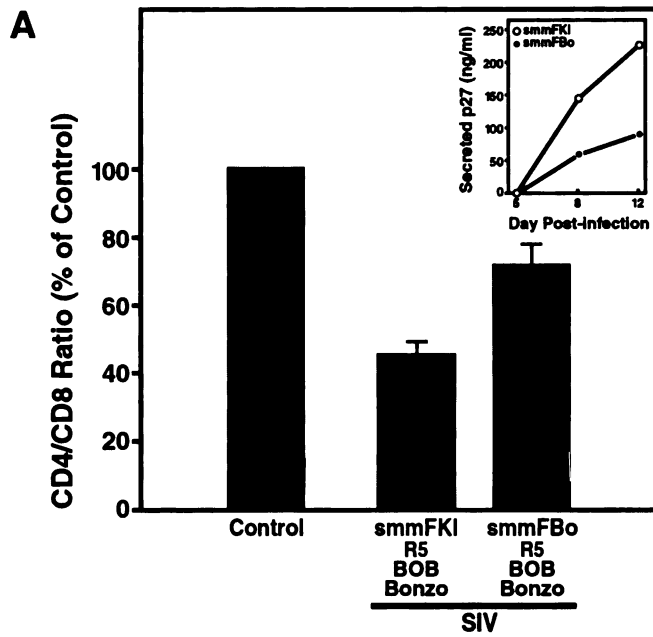 A
CD4/CD8 Ratio (% of Control)
100
80
60
40
20
0
Control
smmFKI
R5
BOB
Bonzo
smmFBo
R5
BOB
Bonzo
SIV
Secreted p27 (ng/ml)
250
200
150
100
50
0
smmFKI
smmFBo
8
12
Day Post-infection